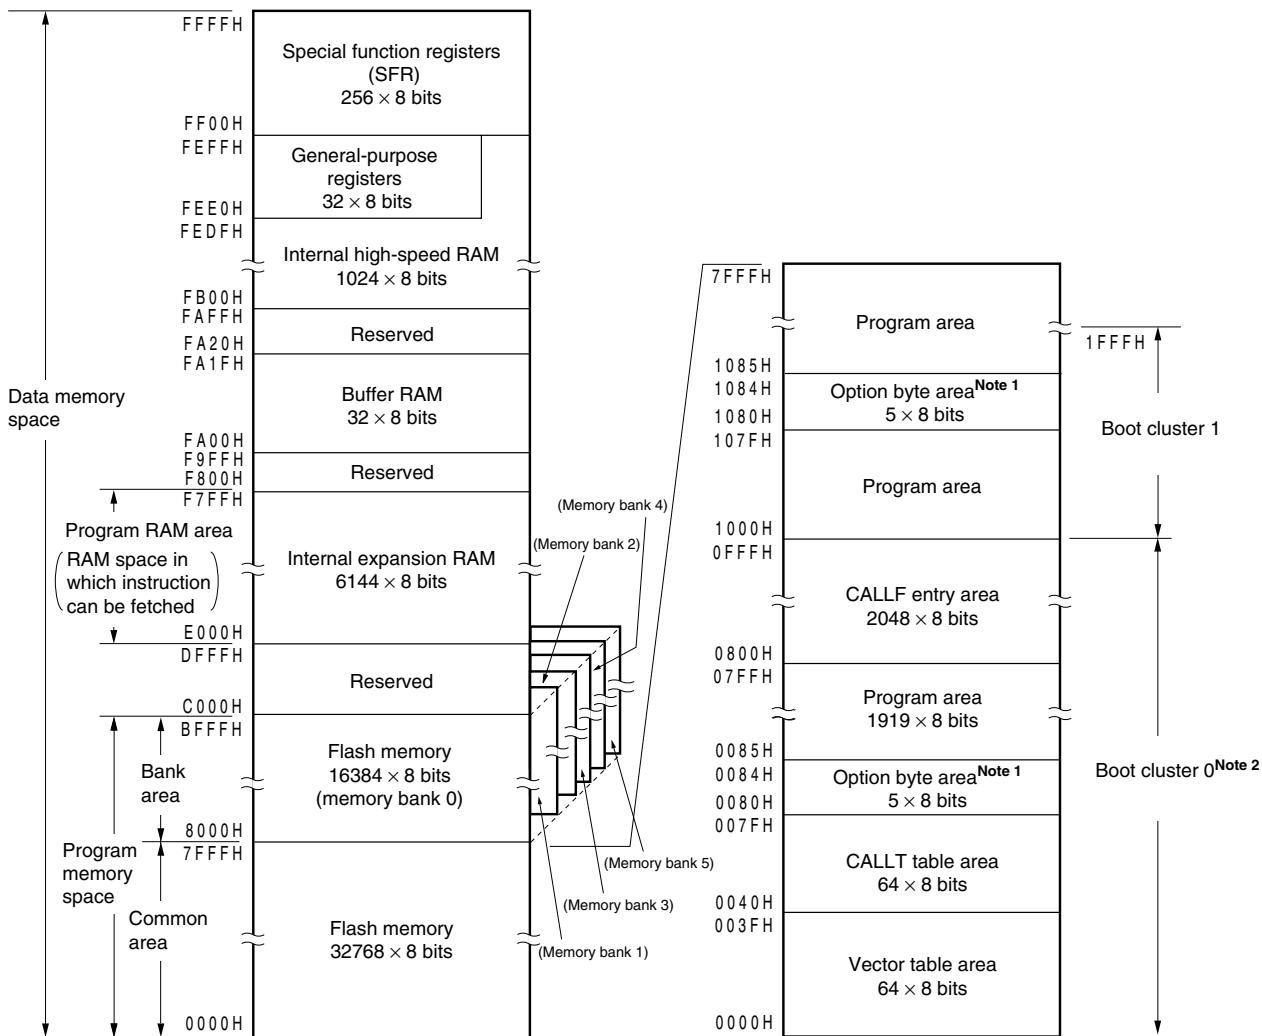 FFFFH
Special function registers
(SFR)
256 × 8 bits
FF00H
FEFFH
General-purpose
registers
32 × 8 bits
FEE0H
FEDFH
Internal high-speed RAM
1024 × 8 bits
FB00H
FAFFH
Reserved
FA20H
FA1FH
Buffer RAM
32 × 8 bits
FA00H
F9FFH
Reserved
F800H
F7FFH
Data memory
space
Program RAM area
RAM space in
which instruction
can be fetched
Internal expansion RAM
6144 × 8 bits
E000H
DFFFH
Reserved
C000H
BFFFH
Bank
area
Flash memory
16384 × 8 bits
(memory bank 0)
8000H
7FFFH
Program
memory
space
Common
area
Flash memory
32768 × 8 bits
0000H
(Memory bank 4)
(Memory bank 2)
(Memory bank 5)
(Memory bank 3)
(Memory bank 1)
7FFFH
Program area
1FFFH
1085H
1084H
Option byte area Note 1
5 × 8 bits
1080H
107FH
Boot cluster 1
Program area
1000H
0FFFH
CALLF entry area
2048 × 8 bits
0800H
07FFH
Program area
1919 × 8 bits
0085H
0084H
Option byte area Note 1
5 × 8 bits
Boot cluster 0 Note 2
0080H
007FH
CALLT table area
64 × 8 bits
0040H
003FH
Vector table area
64 × 8 bits
0000H